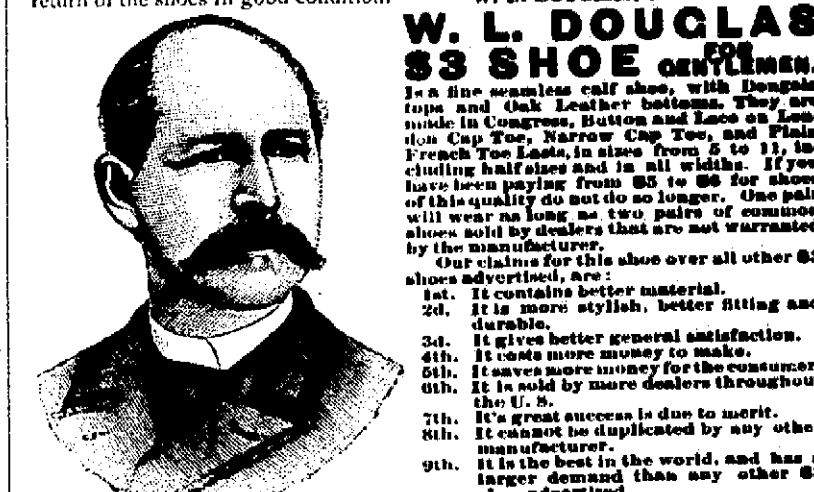 return of the shoes in good condition.
W. L. DOUGLAS
$3 SHOE FOR GENTLEMEN.
Is a fine seamless calf shoe, with Dongola
tops and Oak Leather bottoms. They are
made in Congress, Button and Lace on Lon-
don Cap Toe, Narrow Cap Toe, and Plain
French Toe Lasts, in sizes from 5 to 11, in-
cluding half sizes and in all widths. If you
have been paying from $5 to $6 for shoes
of this quality do not do so longer. One pair
will wear as long as two pairs of common
shoes sold by dealers that are not warranted
by the manufacturer.
Our claims for this shoe over all other $3
shoes advertised, are:
1st. It contains better material.
2d. It is more stylish, better fitting and
durable.
3d. It gives better general satisfaction.
4th. It costs more money to make.
5th. It saves more money for the consumer.
6th. It is sold by more dealers throughout
the U. S.
7th. It's great success is due to merit.
8th. It cannot be duplicated by any other
manufacturer.
9th. It is the best in the world, and has a
larger demand than any other $3
advertised